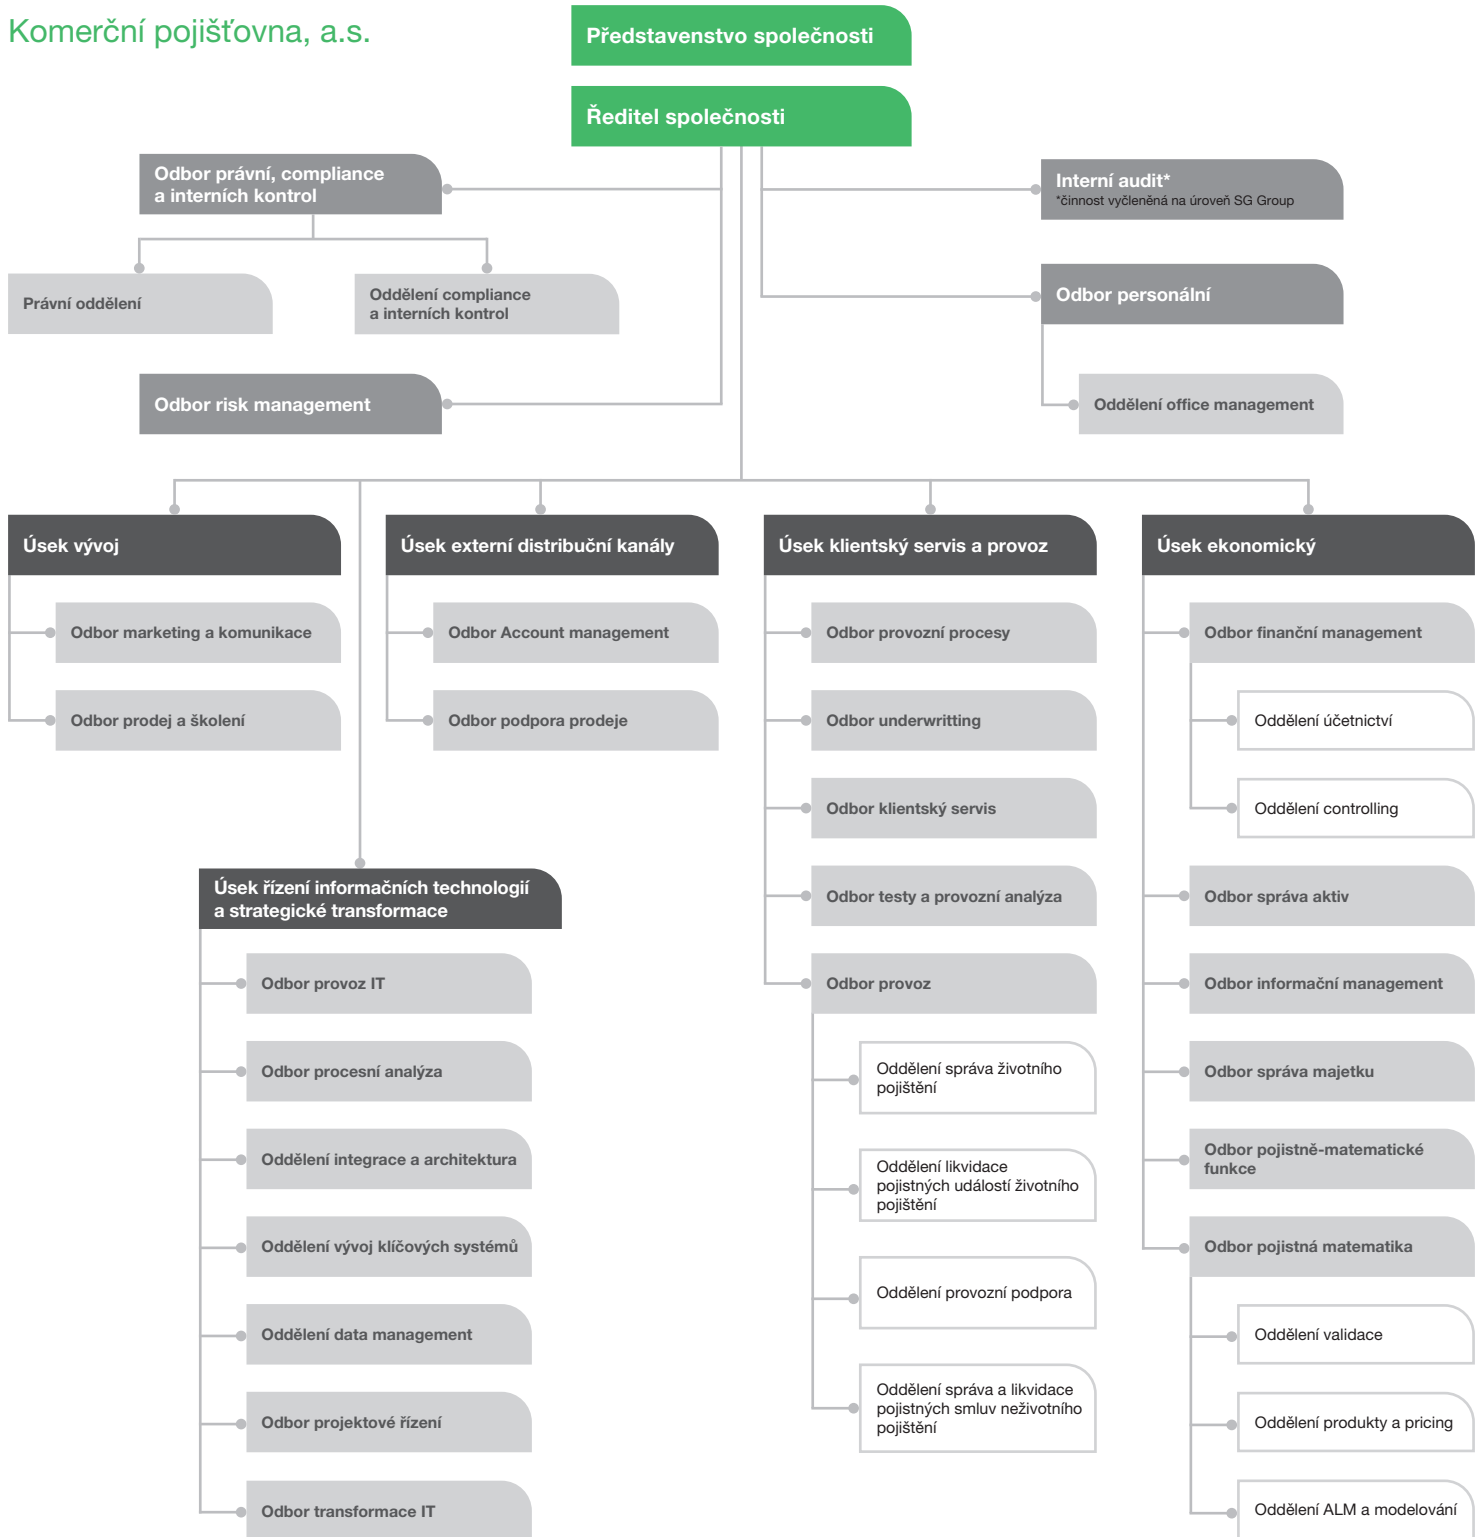 Komerční pojišťovna, a.s.
Představenstvo společnosti
Ředitel společnosti
Odbor právní, compliance
a interních kontrol
Interní audit*
*činnost vyčleněná na úroveň SG Group
Právní oddělení
Oddělení compliance
a interních kontrol
Odbor personální
Odbor risk management
Oddělení office management
Úsek vývoj
Odbor marketing a komunikace
Odbor prodej a školení
Úsek externí distribuční kanály
Odbor Account management
Odbor podpora prodeje
Úsek řízení informačních technologií
a strategické transformace
Odbor provoz IT
Odbor procesní analýza
Oddělení integrace a architektura
Oddělení vývoj klíčových systémů
Oddělení data management
Odbor projektové řízení
Odbor transformace IT
Úsek klientský servis a provoz
Odbor provozní procesy
Odbor underwritting
Odbor klientský servis
Odbor testy a provozní analýza
Odbor provoz
Oddělení správa životního
pojištění
Oddělení likvidace
pojistných událostí životního
pojištění
Oddělení provozní podpora
Oddělení správa a likvidace
pojistných smluv neživotního
pojištění
Úsek ekonomický
Odbor finanční management
Oddělení účetnictví
Oddělení controlling
Odbor správa aktiv
Odbor informační management
Odbor správa majetku
Odbor pojistně-matematické
funkce
Odbor pojistná matematika
Oddělení validace
Oddělení produkty a pricing
Oddělení ALM a modelování